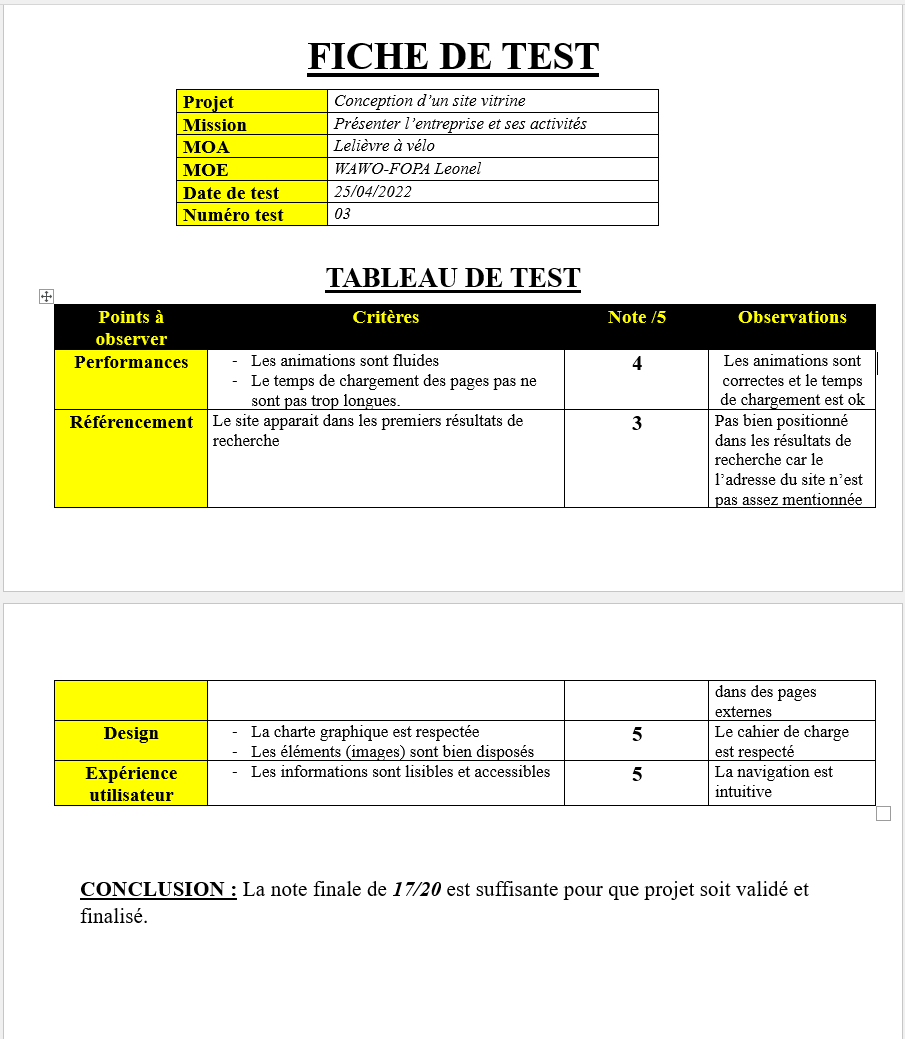 FICHE DE TEST
Projet Conception d’un site vitrine
Mission Présenter l’entreprise et ses activités
MOA Lelièvre à vélo
MOE WAWO-FOPA Leonel
Date de test 25/04/2022
Numéro test 03
TABLEAU DE TEST
Points à observer Critères Note /5 Observations
Performances
- Les animations sont fluides
- Le temps de chargement des pages pas ne
sont pas trop longues.
4
Les animations sont
correctes et le temps
de chargement est ok
Référencement
Le site apparait dans les premiers résultats de
recherche
3
Pas bien positionné
dans les résultats de
recherche car le
l’adresse du site n’est
pas assez mentionnée
dans des pages
externes
Design
- La charte graphique est respectée
- Les éléments (images) sont bien disposés
5
Le cahier de charge
est respecté
Expérience
utilisateur
- Les informations sont lisibles et accessibles
5
La navigation est
intuitive
CONCLUSION : La note finale de 17/20 est suffisante pour que projet soit validé et
finalisé.